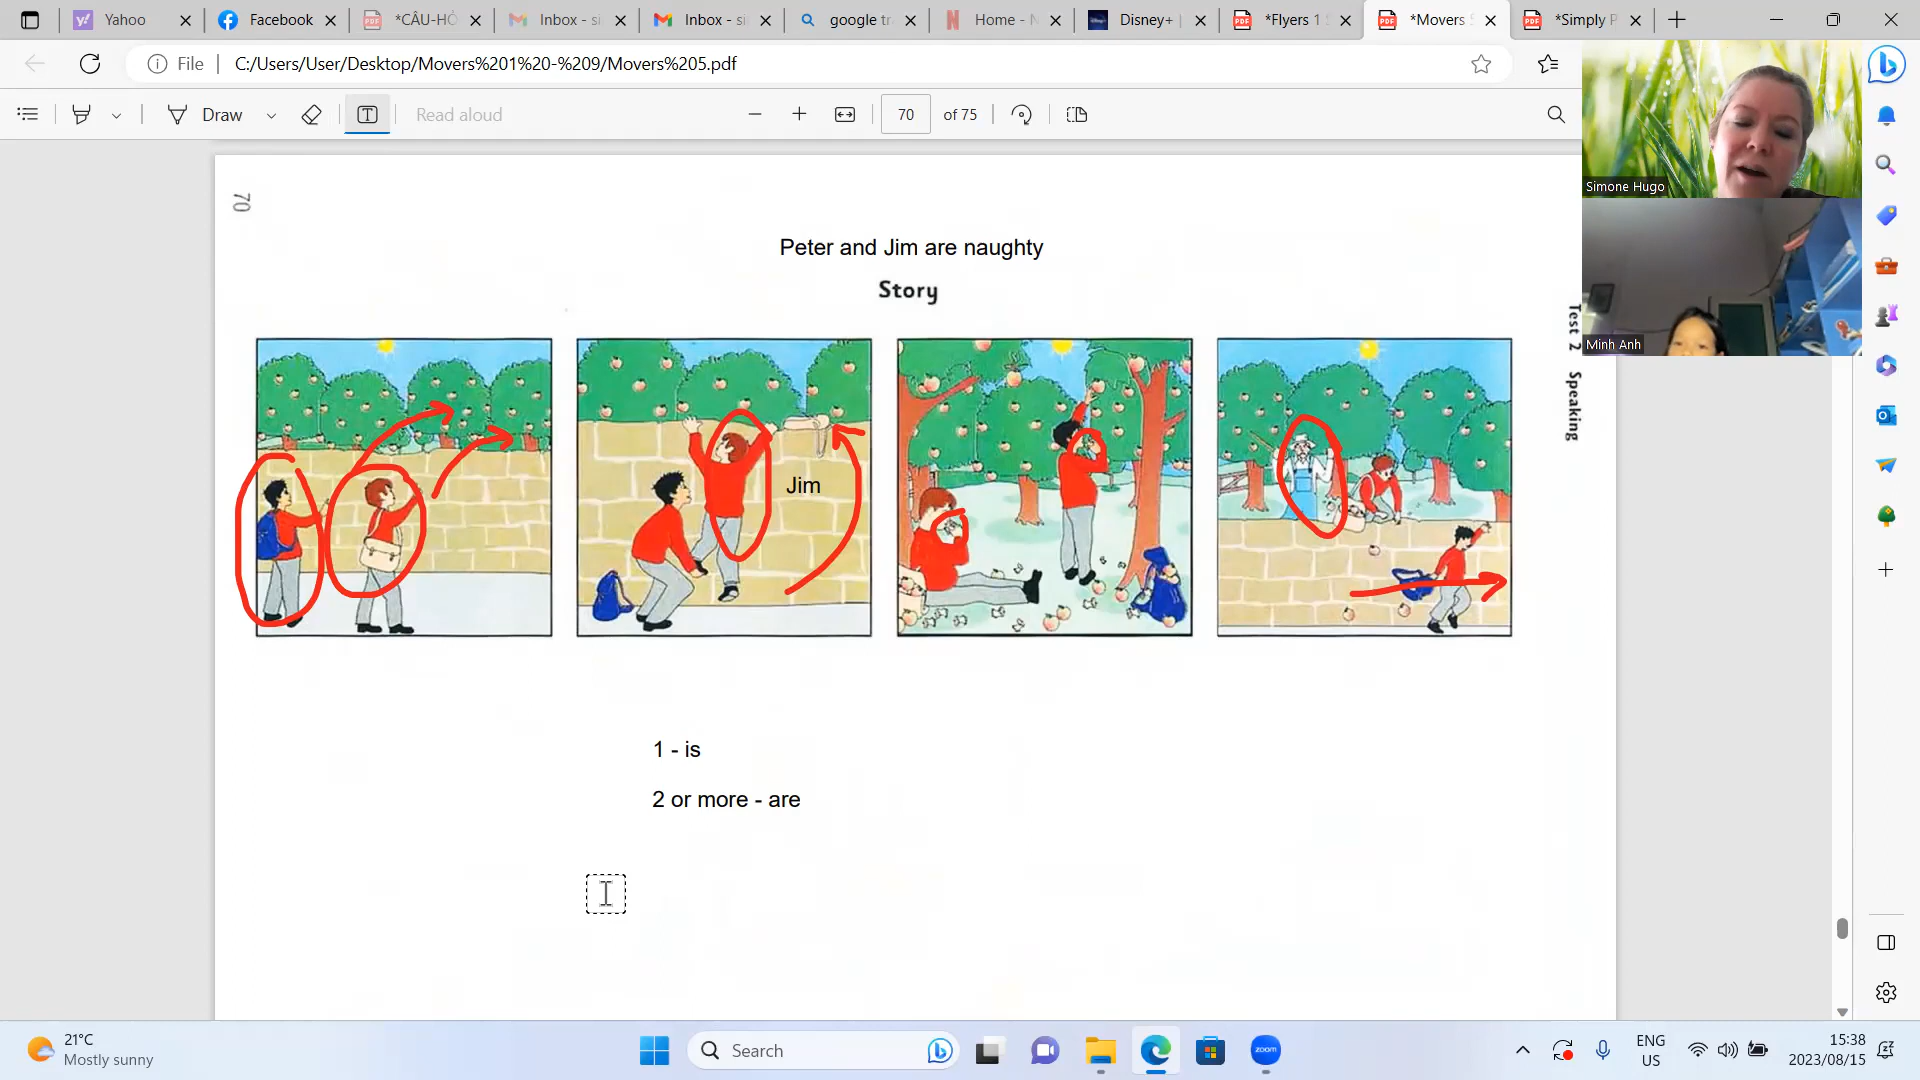 Yahoo
Facebook
*CÂU-HỎ
Inbox - si
Inbox - si
google tra
Home - N
Disney+ |
*Flyers 1 S
*Movers 5
*Simply P
File
C:/Users/User/Desktop/Movers%201%20-%209/Movers%205.pdf
Draw
Read aloud
70
of 75
Simone Hugo
Minh Anh
70
Peter and Jim are naughty
Story
Test 2 Speaking
Jim
1 - is
2 or more - are
21°C
Mostly sunny
Search
zoom
ENG
US
15:38
2023/08/15